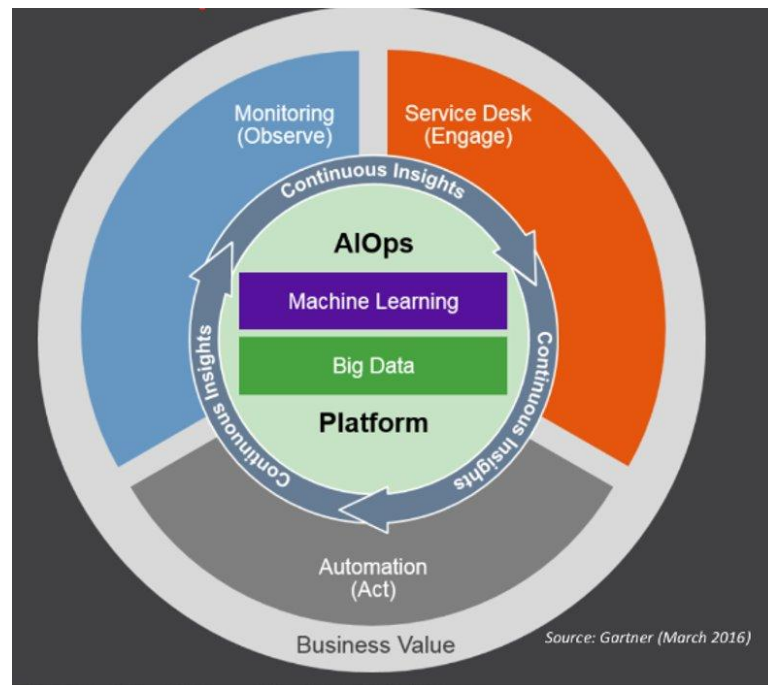 Monitoring
(Observe)
Service Desk
(Engage)
Continuous Insights
AIOps
Machine Learning
Big Data
Platform
Continuous Insights
Continuous Insights
Automation
(Act)
Business Value
Source: Gartner (March 2016)